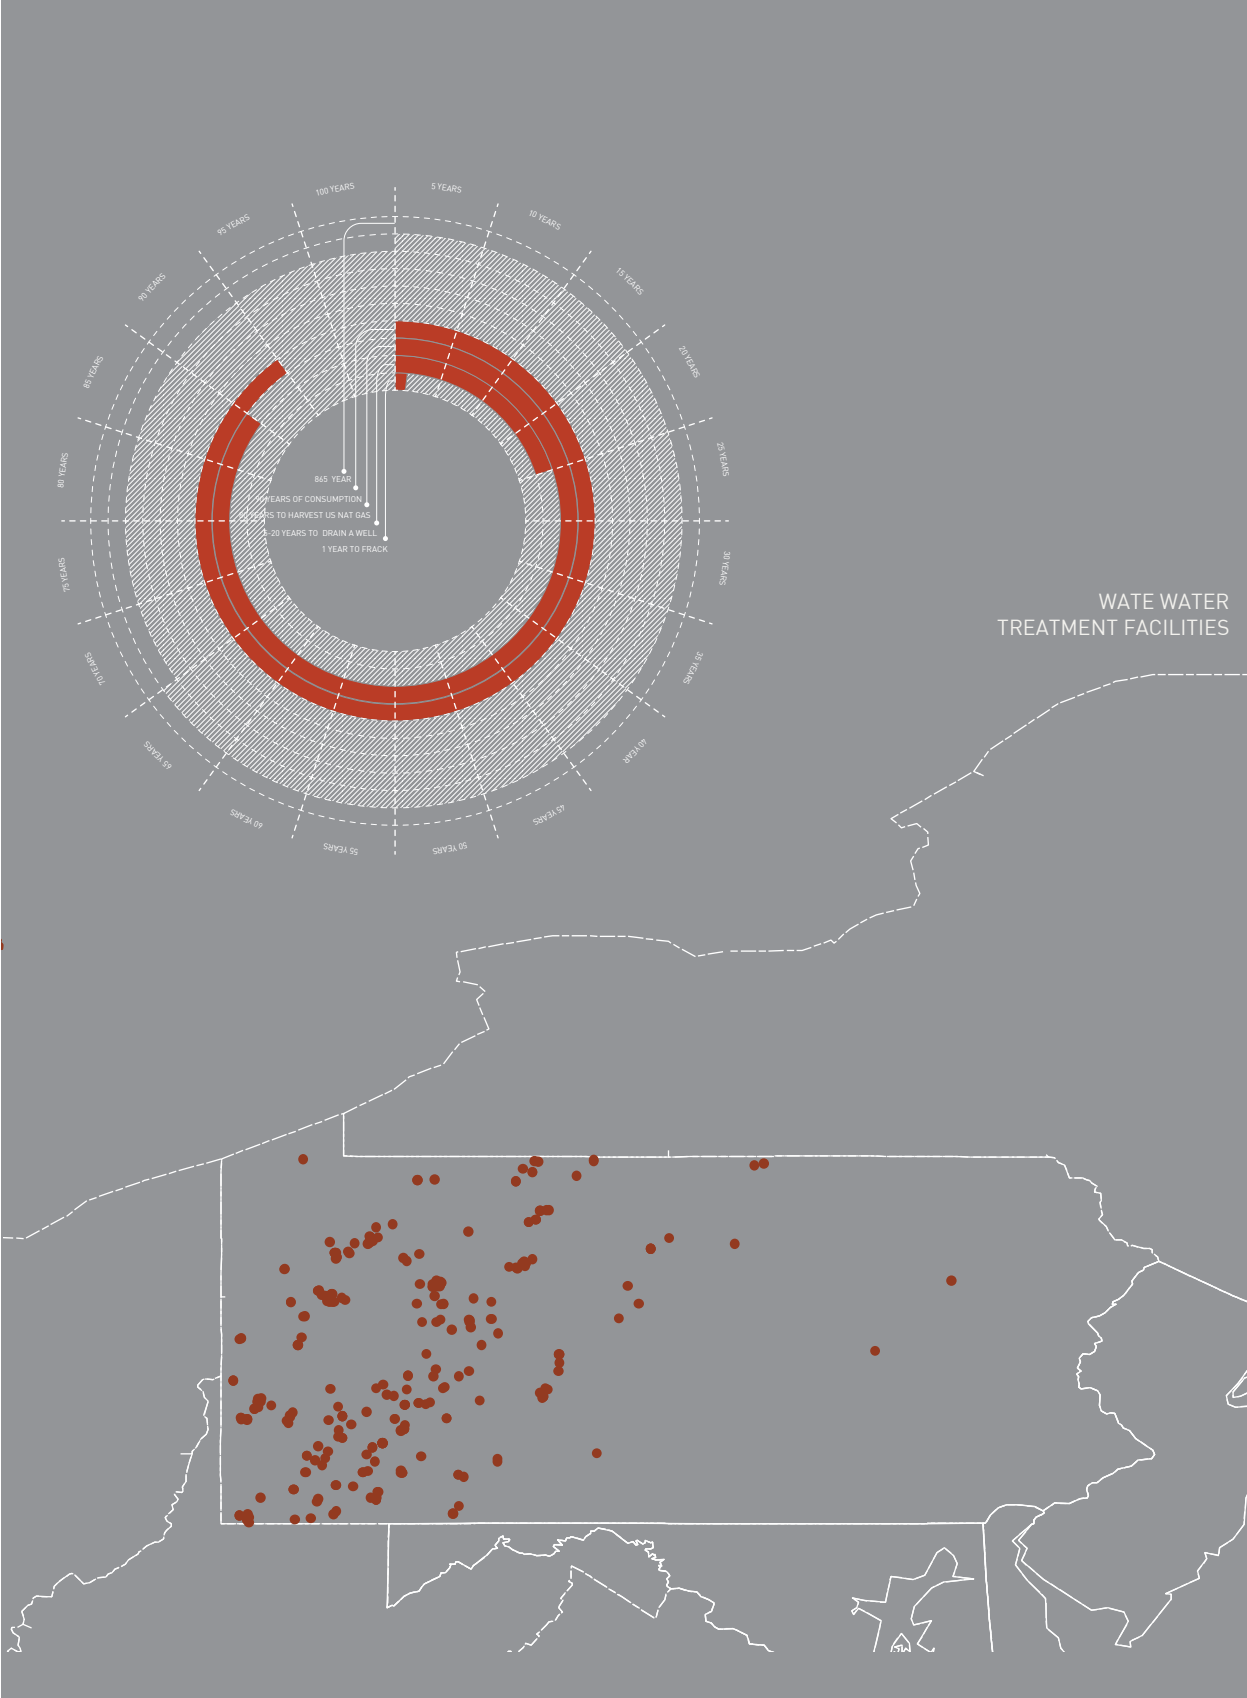 5 YEARS
10 YEARS
15 YEARS
20 YEARS
25 YEARS
30 YEARS
35 YEARS
40 YEAR
45 YEARS
50 YEARS
55 YEARS
60 YEARS
65 YEARS
70 YEARS
75 YEARS
80 YEARS
85 YEARS
90 YEARS
95 YEARS
100 YEARS
865 YEAR
YEARS OF CONSUMPTION
YEARS TO HARVEST US NAT GAS
5-20 YEARS TO DRAIN A WELL
1 YEAR TO FRACK
WATE WATER
TREATMENT FACILITIES